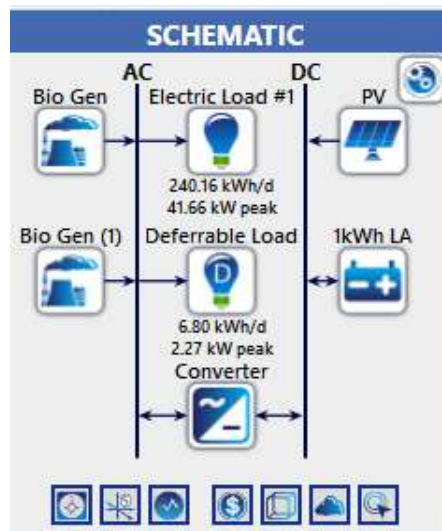 SCHEMATIC
AC DC
Bio Gen Electric Load #1 PV
240.16 kWh/d
41.66 kW peak
Bio Gen (1) Deferrable Load 1kWh LA
D
6.80 kWh/d
2.27 kW peak
Converter